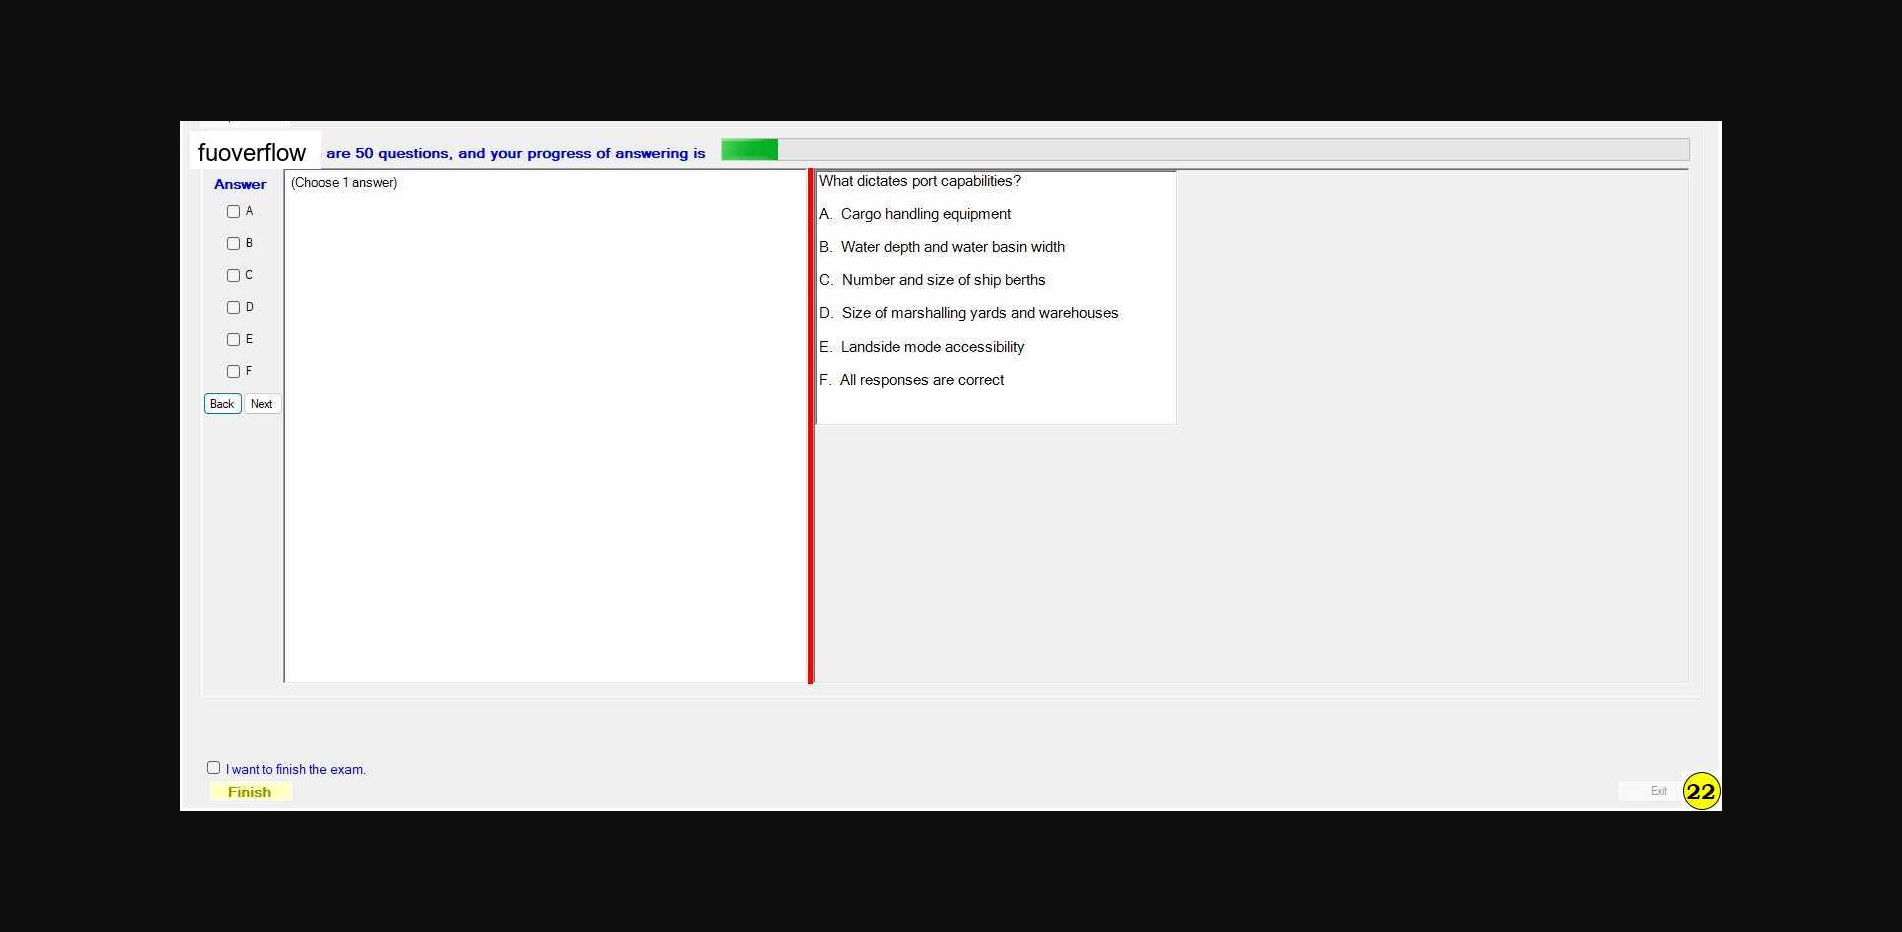 fuoverflow are 50 questions, and your progress of answering is
Answer
(Choose 1 answer)
A
B
C
D
E
F
Back Next
What dictates port capabilities?
A. Cargo handling equipment
B. Water depth and water basin width
C. Number and size of ship berths
D. Size of marshalling yards and warehouses
E. Landside mode accessibility
F. All responses are correct
I want to finish the exam.
Finish
Exit
22